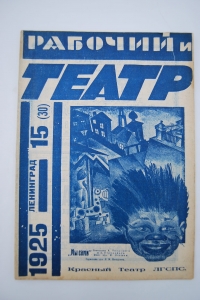 РАБОЧИЙ и
ТЕАТР
1925 ЛЕНИНГРАД 15 (30)
Красный Театр ЛГСПС.